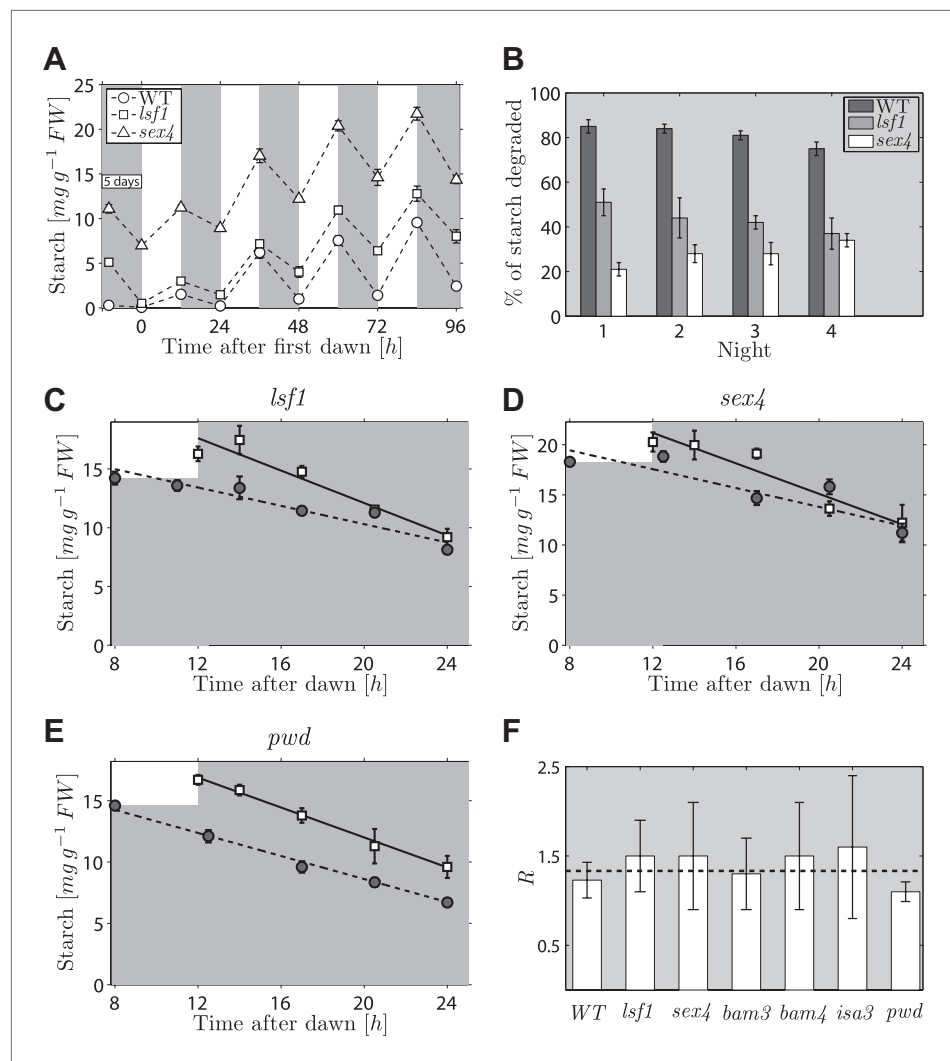 A
Starch [mg g−1 FW]
25
20
15
10
5
0
WT
lsf1
sex4
5 days
0 24 48 72 96
Time after first dawn [h]
B
% of starch degraded
100
80
60
40
20
0
WT
lsf1
sex4
1 2 3 4
Night
C
lsf1
Starch [mg g−1 FW]
15
10
5
0
8 12 16 20 24
Time after dawn [h]
D
sex4
Starch [mg g−1 FW]
20
15
10
5
0
8 12 16 20 24
Time after dawn [h]
E
pwd
Starch [mg g−1 FW]
15
10
5
0
8 12 16 20 24
Time after dawn [h]
F
R
2.5
1.5
0.5
WT lsf1 sex4 bam3 bam4 isa3 pwd